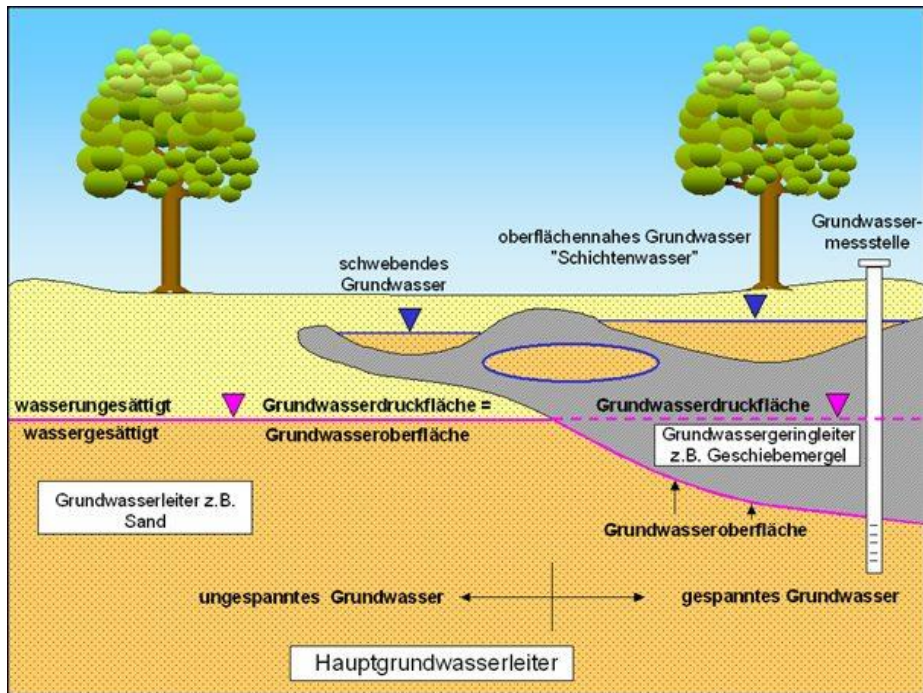 Grundwasser-
messstelle
oberflächennahes Grundwasser
"Schichtenwasser"
schwebendes
Grundwasser
wasserungesättigt
Grundwasserdruckfläche =
Grundwasserdruckfläche
wassergesättigt
Grundwasseroberfläche
Grundwassergeringleiter
z.B. Geschiebemergel
Grundwasserleiter z.B.
Sand
Grundwasseroberfläche
ungespanntes Grundwasser
gespanntes Grundwasser
Hauptgrundwasserleiter